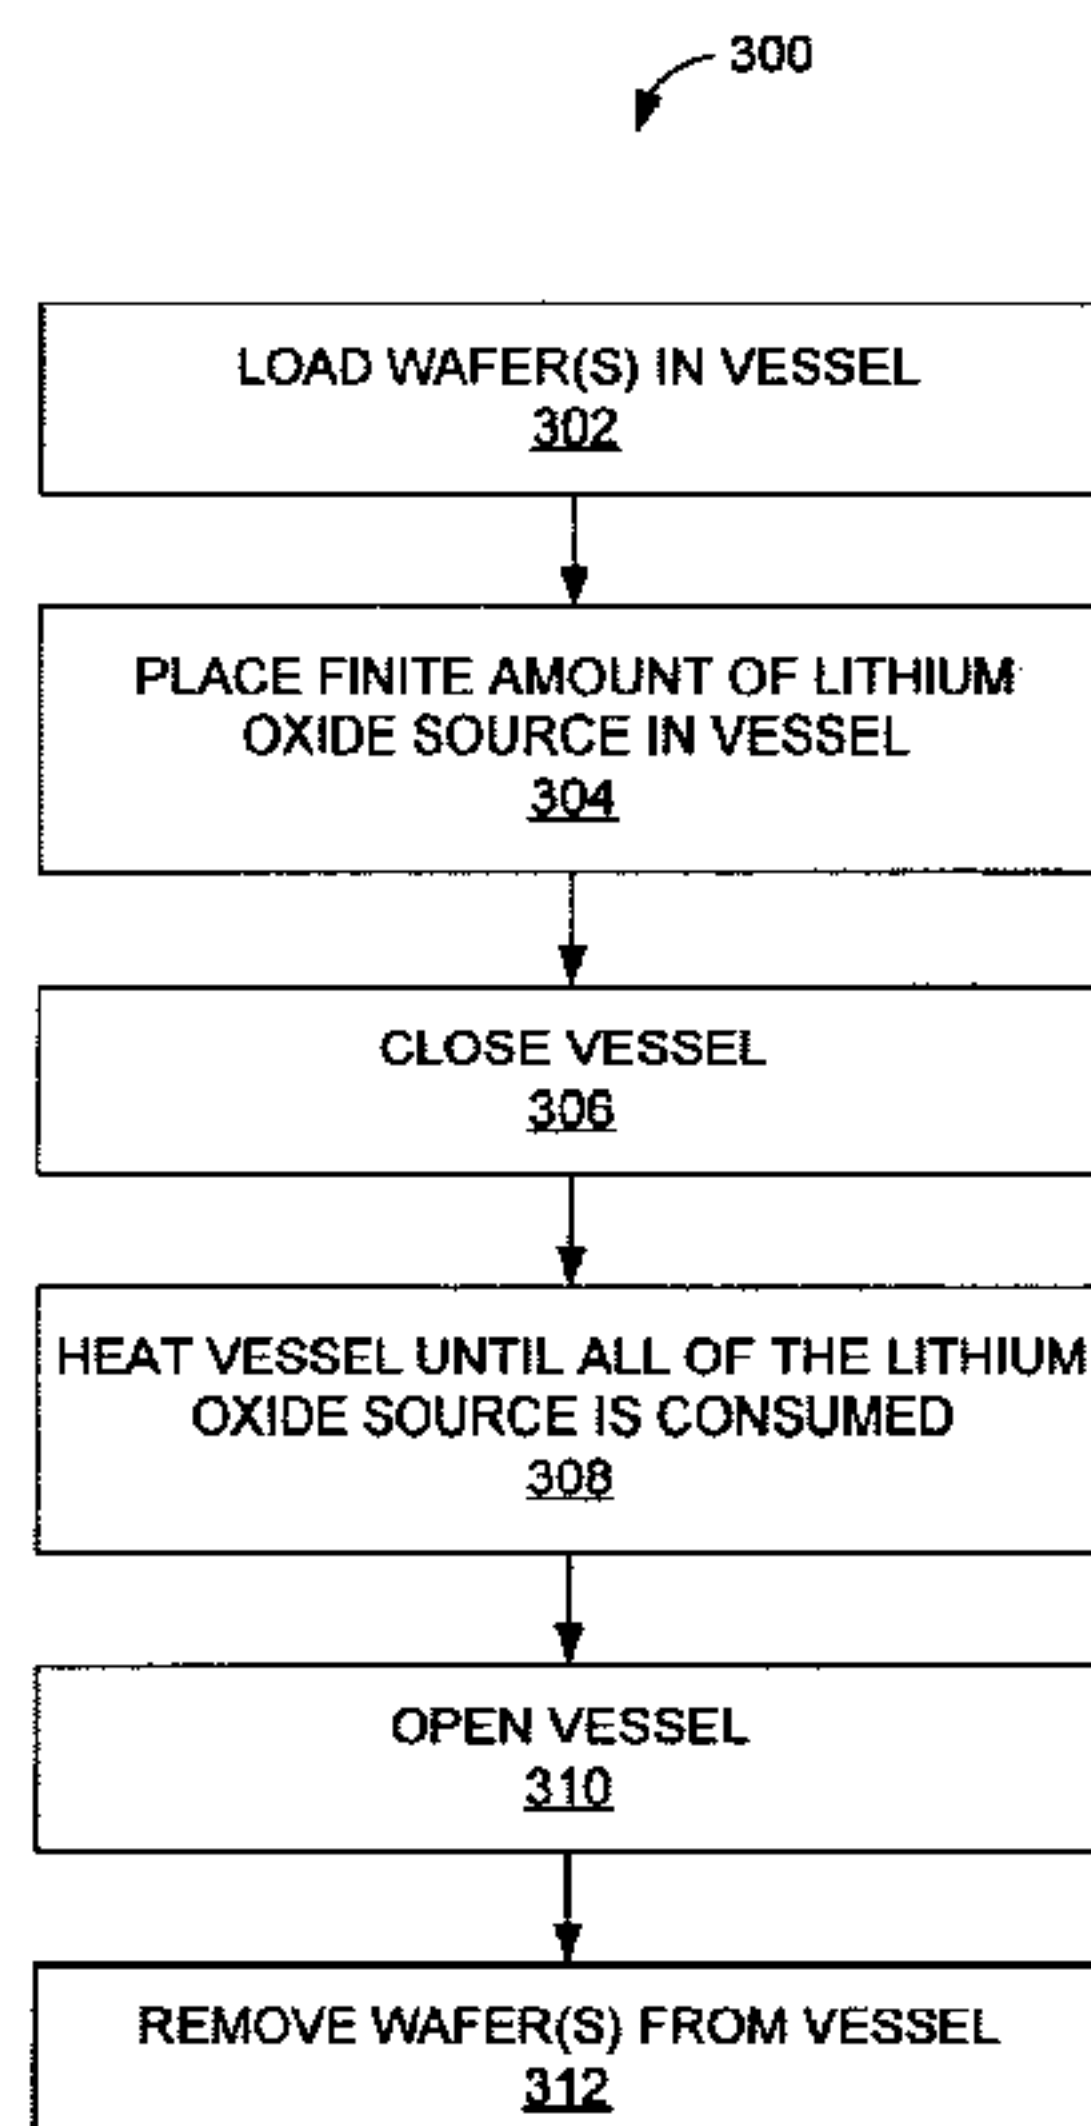 300
LOAD WAFER(S) IN VESSEL
302
PLACE FINITE AMOUNT OF LITHIUM
OXIDE SOURCE IN VESSEL
304
CLOSE VESSEL
306
HEAT VESSEL UNTIL ALL OF THE LITHIUM
OXIDE SOURCE IS CONSUMED
308
OPEN VESSEL
310
REMOVE WAFER(S) FROM VESSEL
312